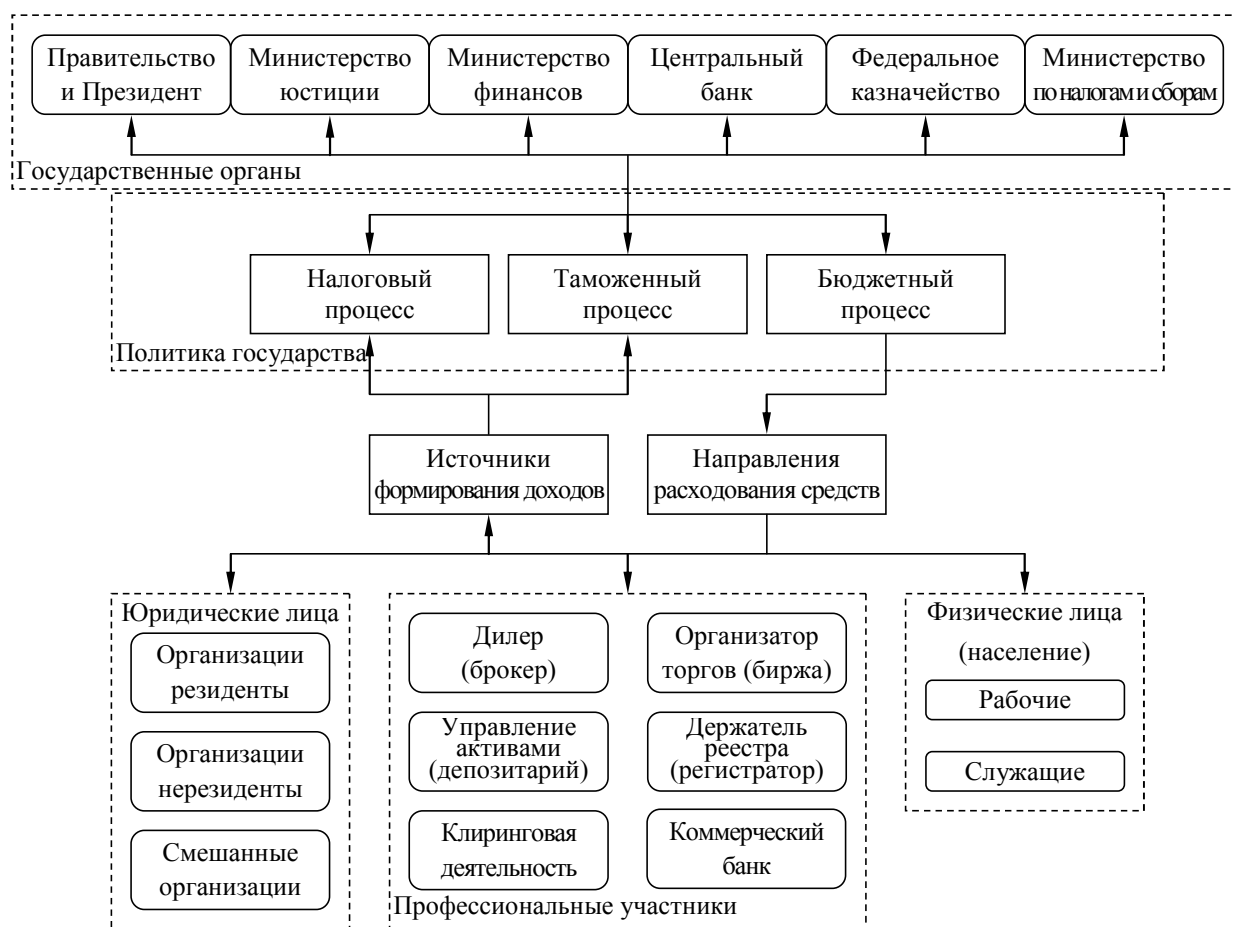 Правительство
и Президент
Министерство
юстиции
Министерство
финансов
Центральный
банк
Федеральное
казначейство
Министерство
по налогам и сборам
Государственные органы
Налоговый
процесс
Таможенный
процесс
Бюджетный
процесс
Политика государства
Источники
формирования доходов
Направления
расходования средств
Юридические лица
Организации
резиденты
Организации
нерезиденты
Смешанные
организации
Дилер
(брокер)
Организатор
торгов (биржа)
Управление
активами
(депозитарий)
Держатель
реестра
(регистратор)
Клиринговая
деятельность
Коммерческий
банк
Профессиональные участники
Физические лица
(население)
Рабочие
Служащие